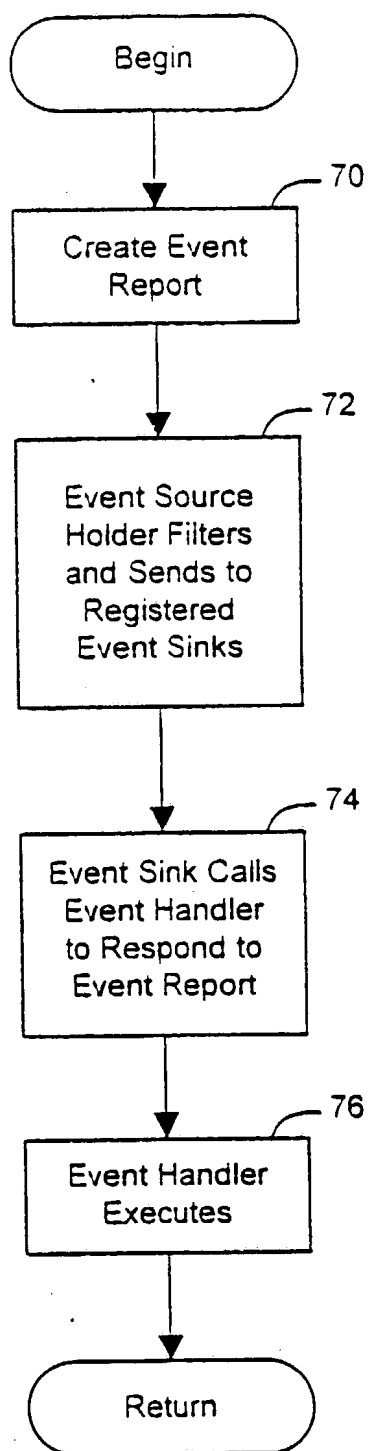 Begin
70
Create Event
Report
72
Event Source
Holder Filters
and Sends to
Registered
Event Sinks
74
Event Sink Calls
Event Handler
to Respond to
Event Report
76
Event Handler
Executes
Return